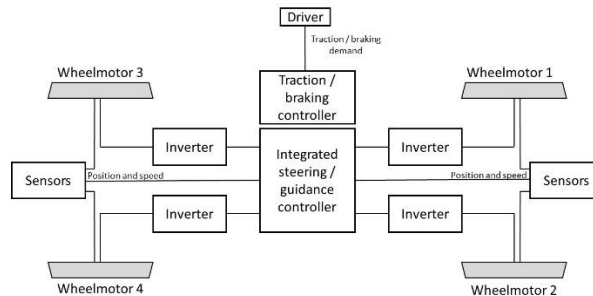 Driver
Traction / braking
demand
Wheelmotor 3
Wheelmotor 1
Traction /
braking
controller
Inverter
Inverter
Integrated
steering /
guidance
controller
Sensors
Position and speed
Position and speed
Sensors
Inverter
Inverter
Wheelmotor 4
Wheelmotor 2